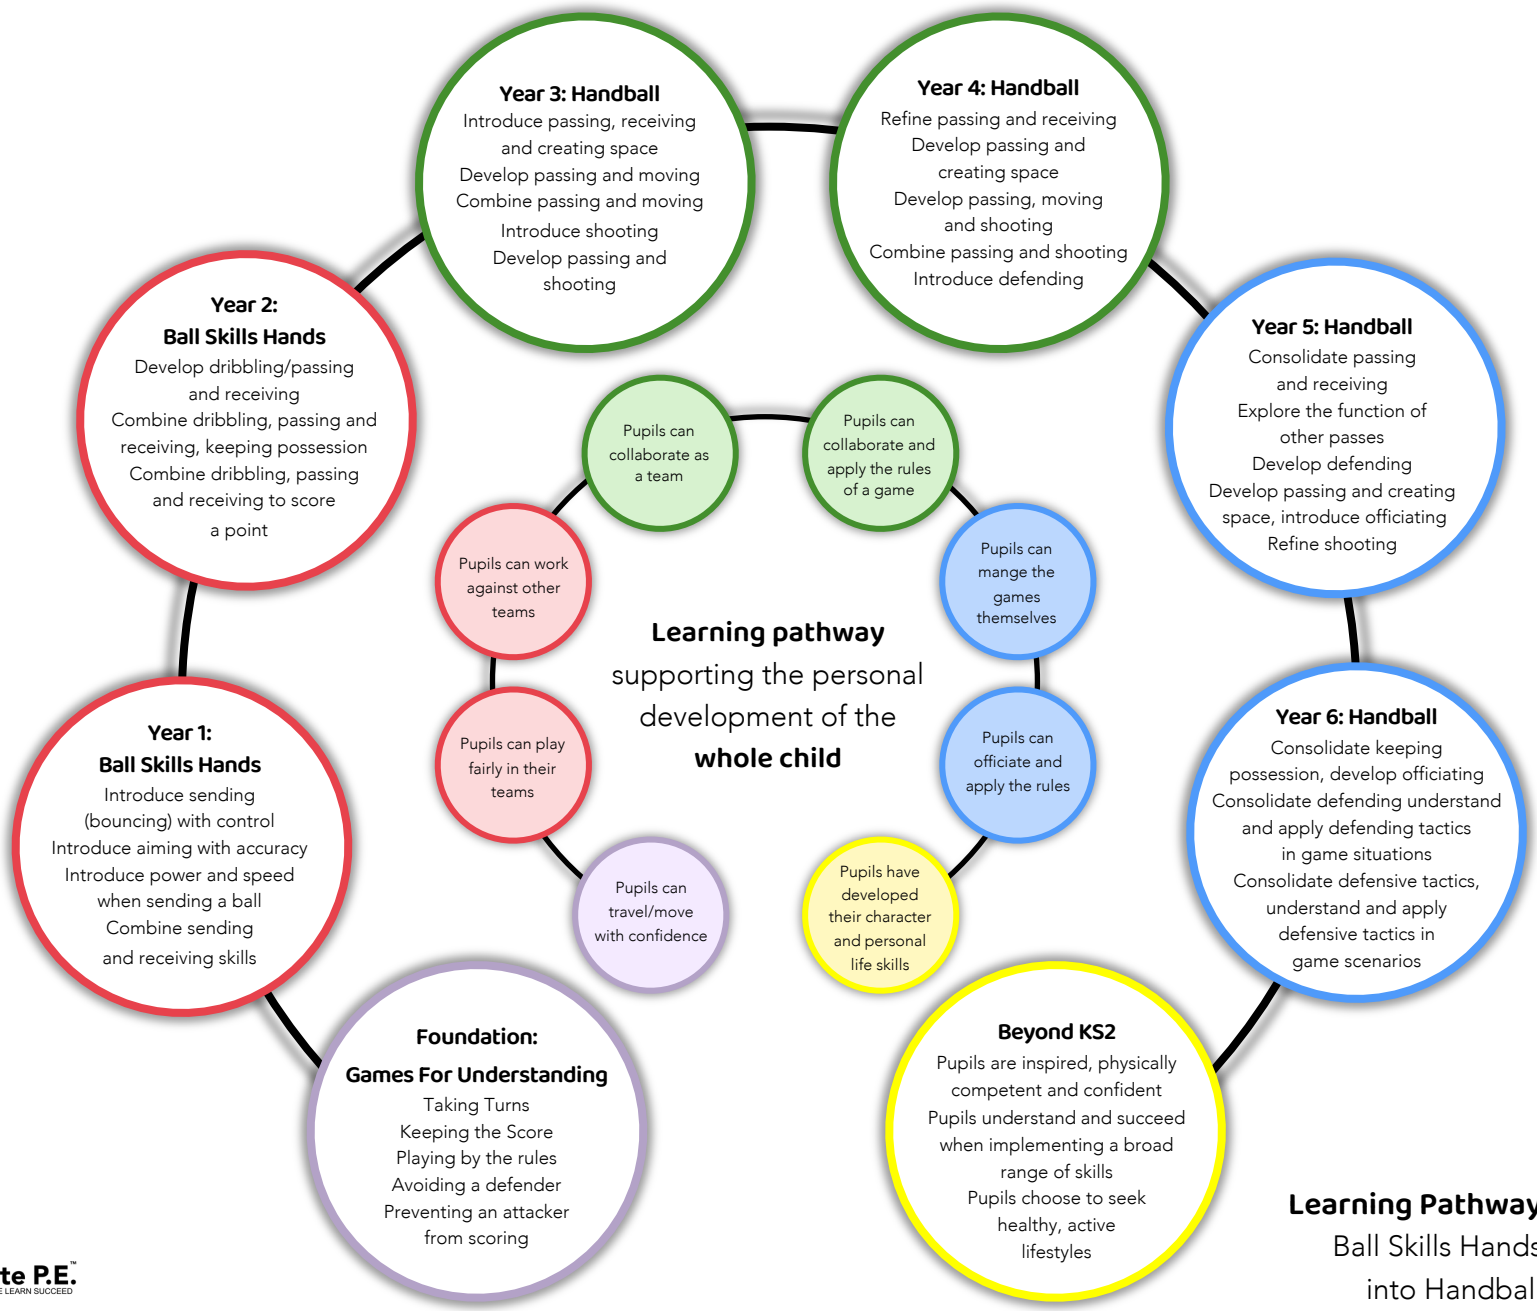 Year 3: Handball
Introduce passing, receiving
and creating space
Develop passing and moving
Combine passing and moving
Introduce shooting
Develop passing and
shooting
Year 4: Handball
Refine passing and receiving
Develop passing and
creating space
Develop passing, moving
and shooting
Combine passing and shooting
Introduce defending
Year 2:
Ball Skills Hands
Develop dribbling/passing
and receiving
Combine dribbling, passing and
receiving, keeping possession
Combine dribbling, passing
and receiving to score
a point
Year 5: Handball
Consolidate passing
and receiving
Explore the function of
other passes
Develop defending
Develop passing and creating
space, introduce officiating
Refine shooting
Pupils can
collaborate as
a team
Pupils can
collaborate and
apply the rules
of a game
Pupils can work
against other
teams
Pupils can
mange the
games
themselves
Learning pathway
supporting the personal
development of the
whole child
Year 1:
Ball Skills Hands
Introduce sending
(bouncing) with control
Introduce aiming with accuracy
Introduce power and speed
when sending a ball
Combine sending
and receiving skills
Pupils can play
fairly in their
teams
Pupils can
officiate and
apply the rules
Year 6: Handball
Consolidate keeping
possession, develop officiating
Consolidate defending understand
and apply defending tactics
in game situations
Consolidate defensive tactics,
understand and apply
defensive tactics in
game scenarios
Pupils can
travel/move
with confidence
Pupils have
developed
their character
and personal
life skills
Foundation:
Games For Understanding
Taking Turns
Keeping the Score
Playing by the rules
Avoiding a defender
Preventing an attacker
from scoring
Beyond KS2
Pupils are inspired, physically
competent and confident
Pupils understand and succeed
when implementing a broad
range of skills
Pupils choose to seek
healthy, active
lifestyles
Learning Pathway
Ball Skills Hands
into Handbal
te P.E.™
E LEARN SUCCEED